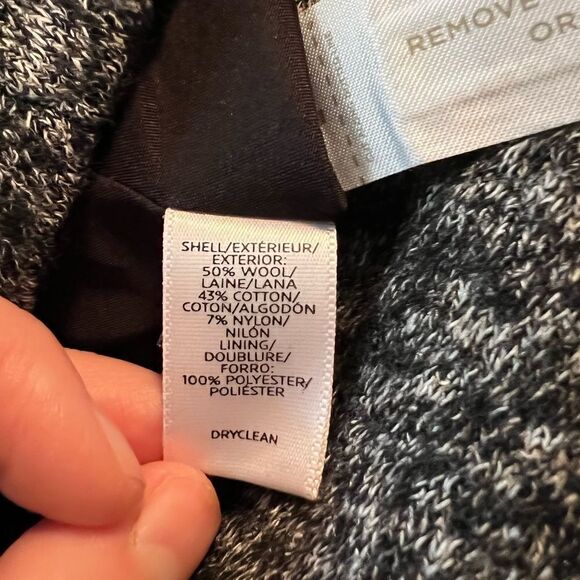 REMOVE
OR
SHELL/EXTÉRIEUR/
EXTERIOR:
50% WOOL/
LAINE/LANA
43% COTTON/
COTON/ALGODÓN
7% NYLON/
NILÓN
LINING/
DOUBLURE/
FORRO:
100% POLYESTER/
POLIÉSTER
DRYCLEAN